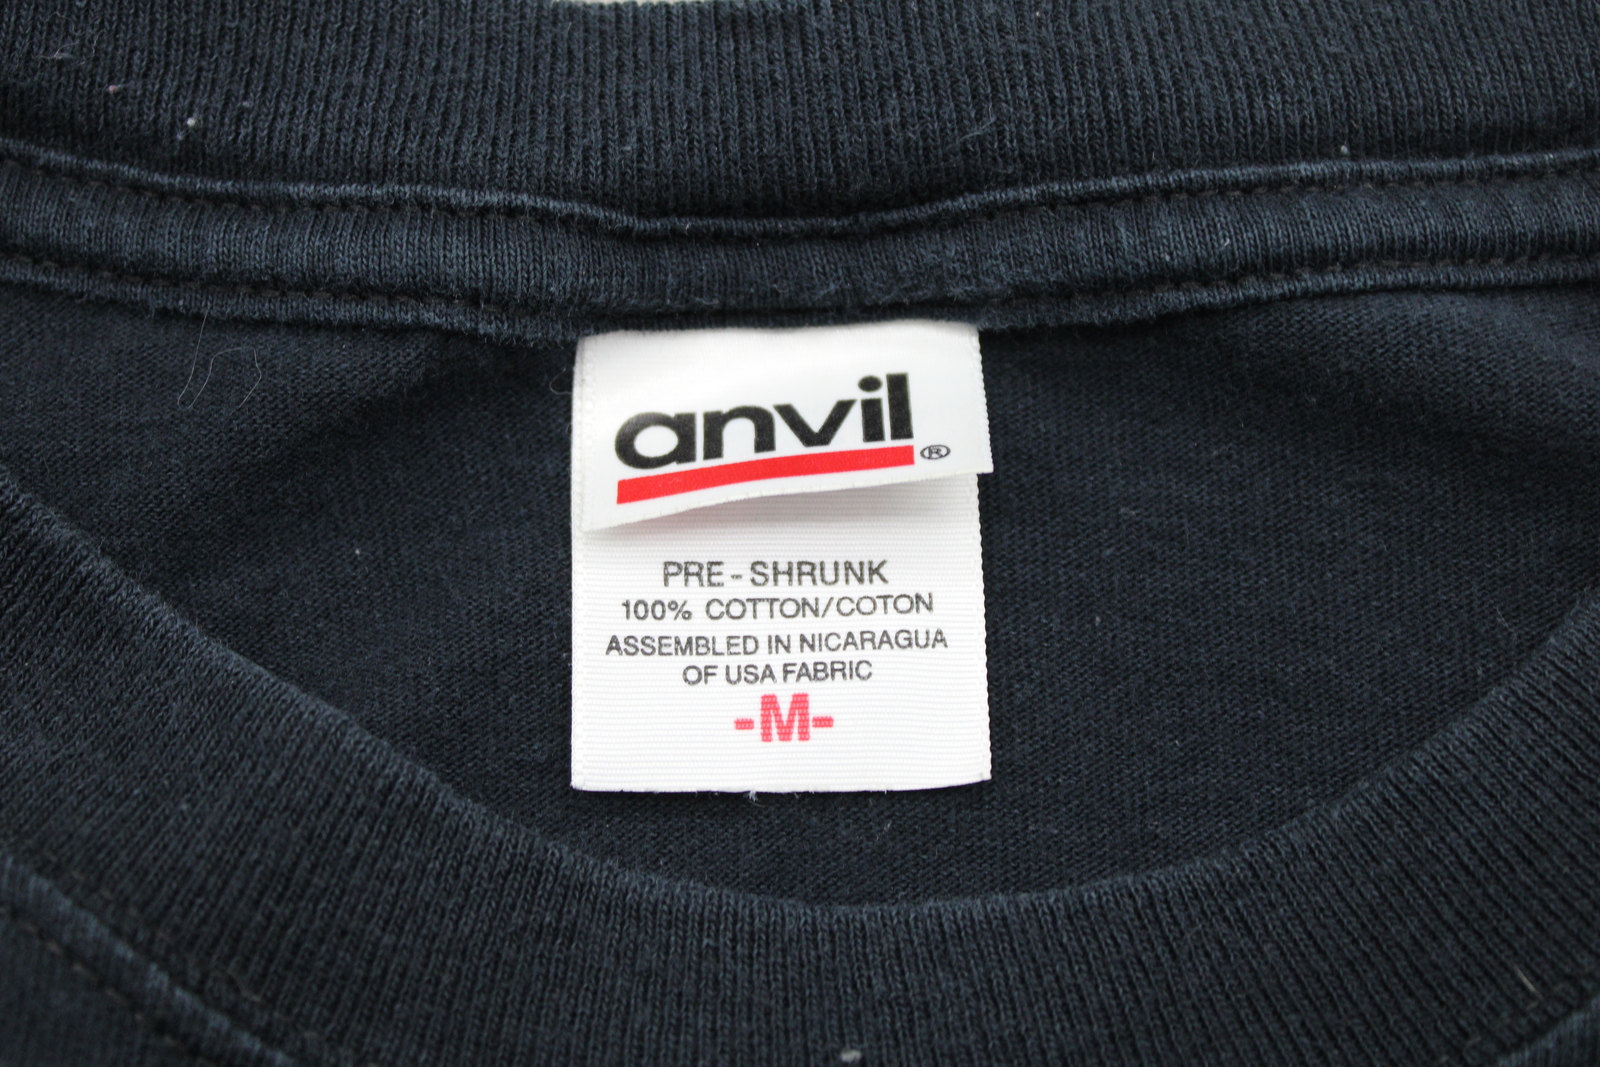 anvil®
PRE-SHRUNK
100% COTTON/COTON
ASSEMBLED IN NICARAGUA
OF USA FABRIC
-M-